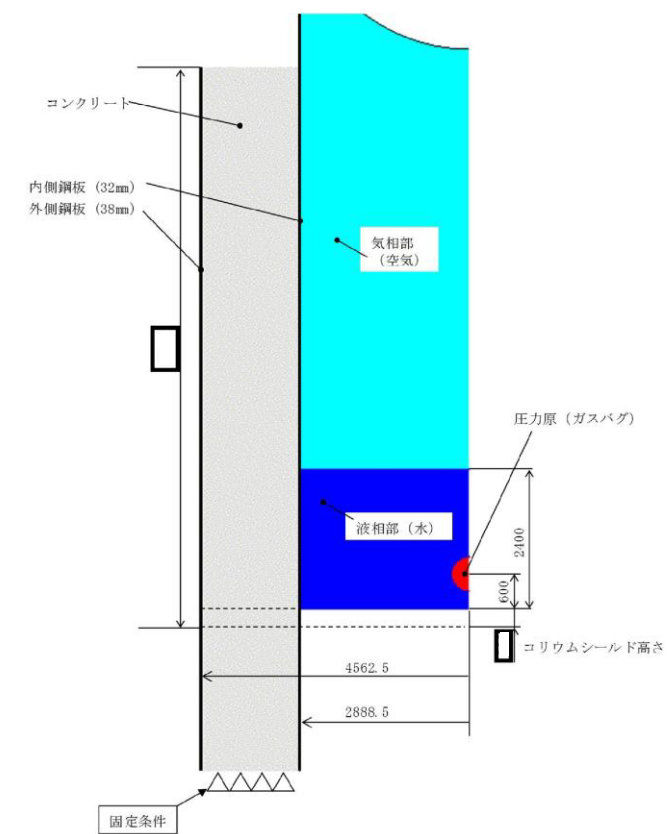 コンクリート
内側鋼板（32㎜）
外側鋼板（38㎜）
気相部
（空気）
圧力原（ガスバグ）
液相部（水）
2400
600
コリウムシールド高さ
4562.5
2888.5
固定条件